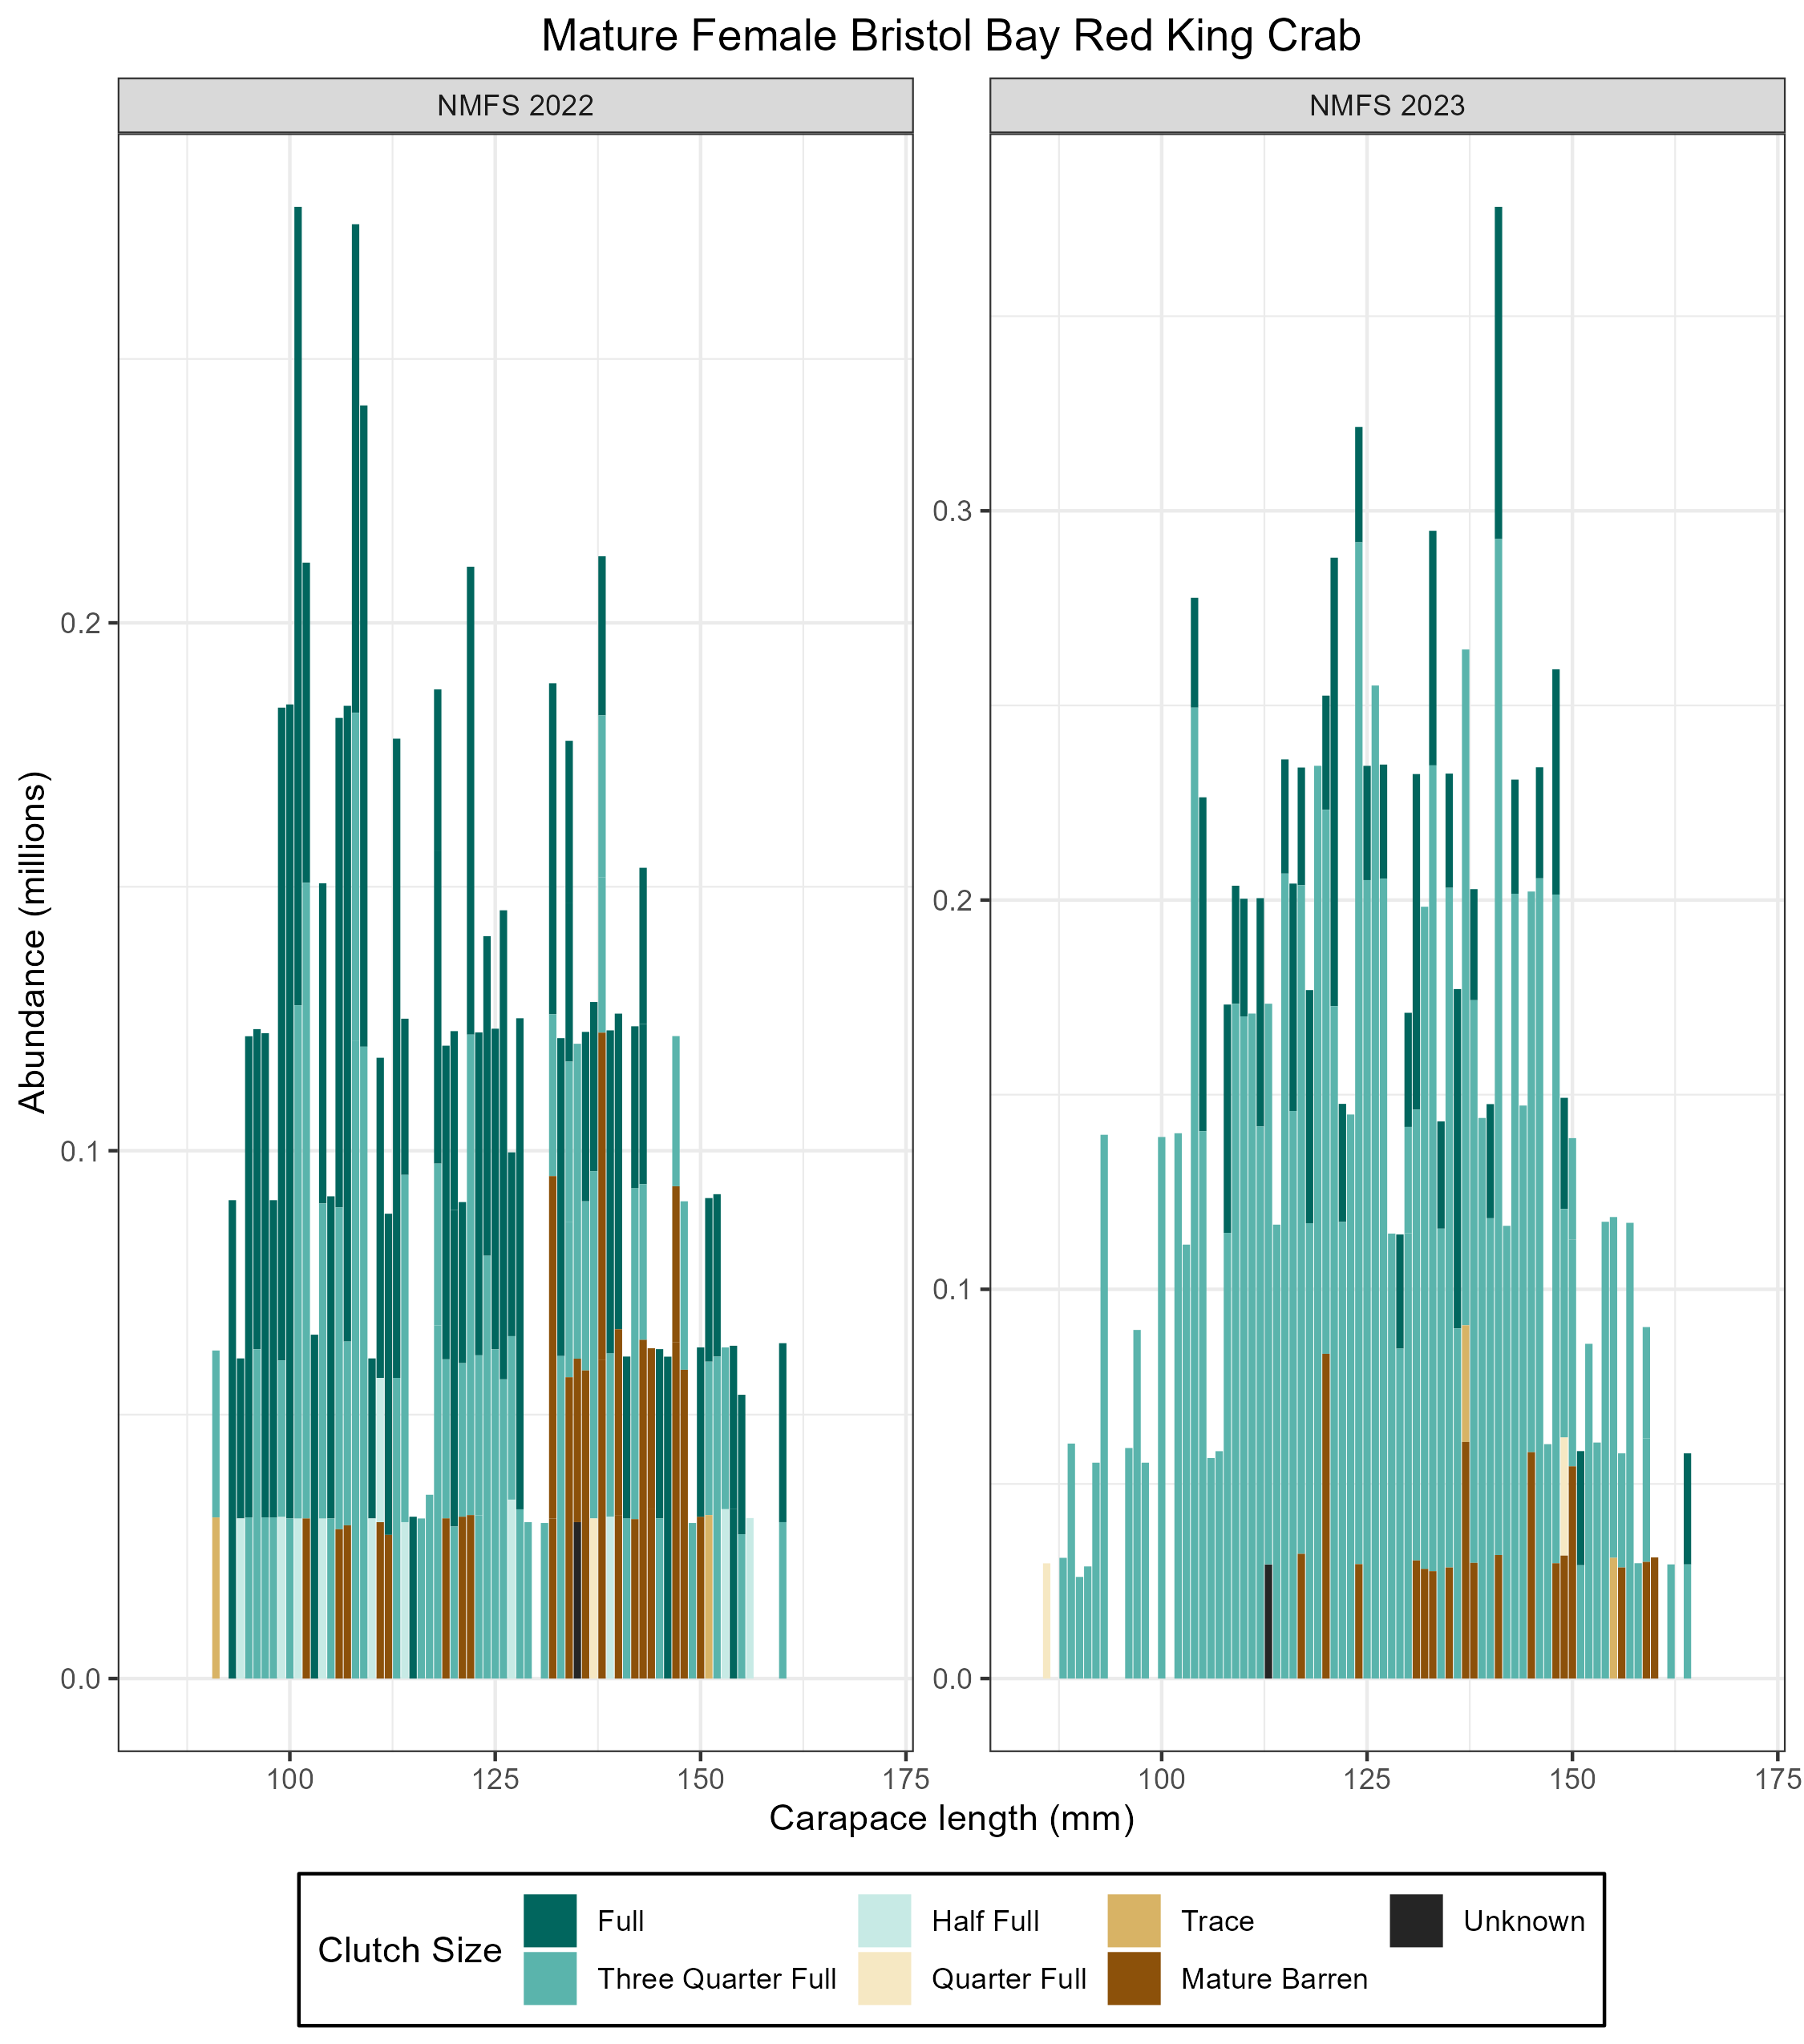 Mature Female Bristol Bay Red King Crab
NMFS 2022
NMFS 2023
Abundance (millions)
0.2
0.1
0.0
0.3
0.2
0.1
0.0
100 125 150 175
100 125 150 175
Carapace length (mm)
Clutch Size
Full Half Full Trace Unknown
Three Quarter Full Quarter Full Mature Barren